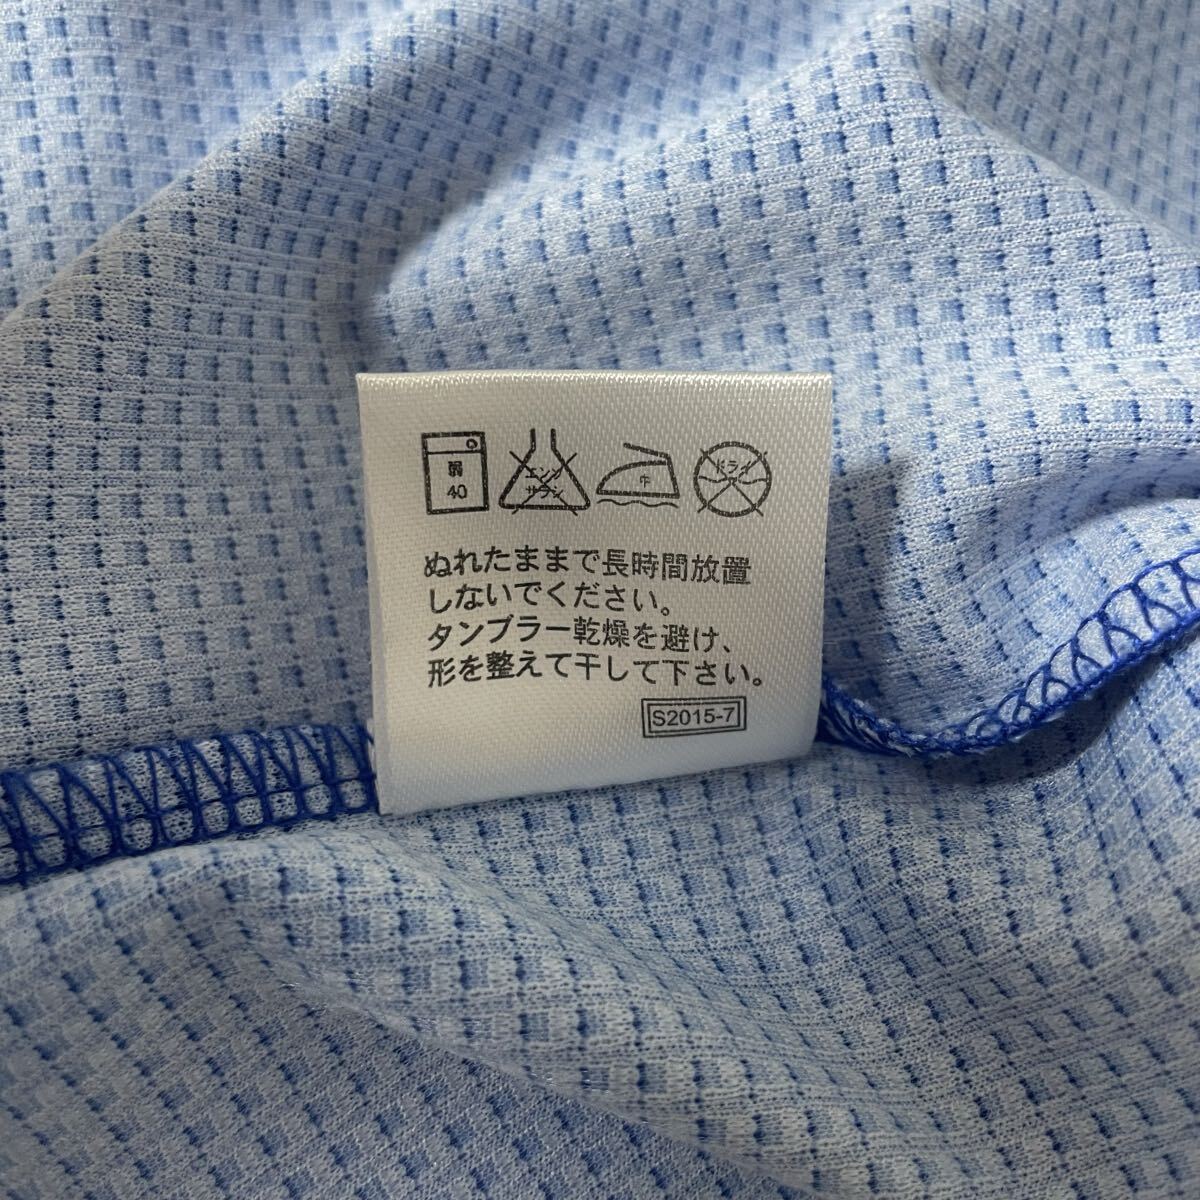 弱
40
エンソ
サラシ
中
ドライ
ぬれたままで長時間放置
しないでください。
タンブラー乾燥を避け、
形を整えて干して下さい。
S2015-7